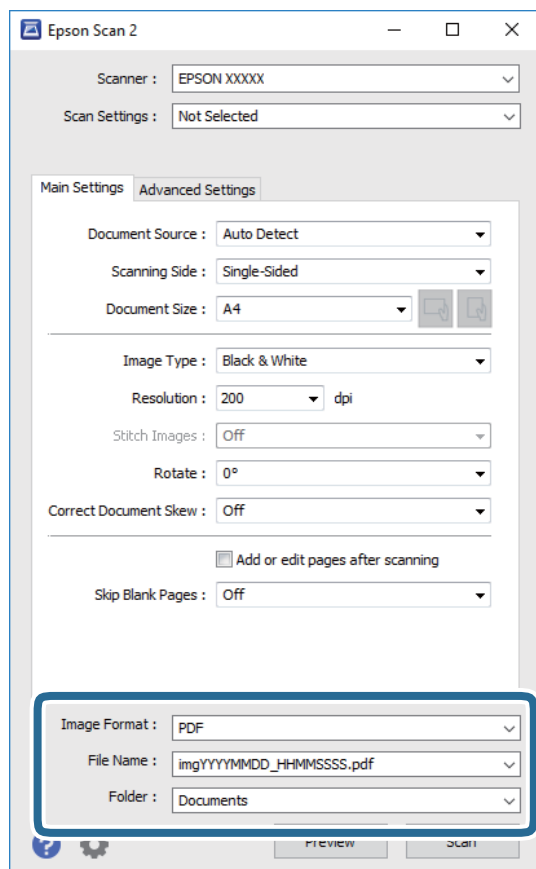 Epson Scan 2
Scanner : EPSON XXXXX
Scan Settings : Not Selected
Main Settings Advanced Settings
Document Source : Auto Detect
Scanning Side : Single-Sided
Document Size : A4
Image Type : Black & White
Resolution : 200 dpi
Stitch Images : Off
Rotate : 0°
Correct Document Skew : Off
Add or edit pages after scanning
Skip Blank Pages : Off
Image Format : PDF
File Name : imgYYYYMMDD_HHMMSSSS.pdf
Folder : Documents
? Preview Scan